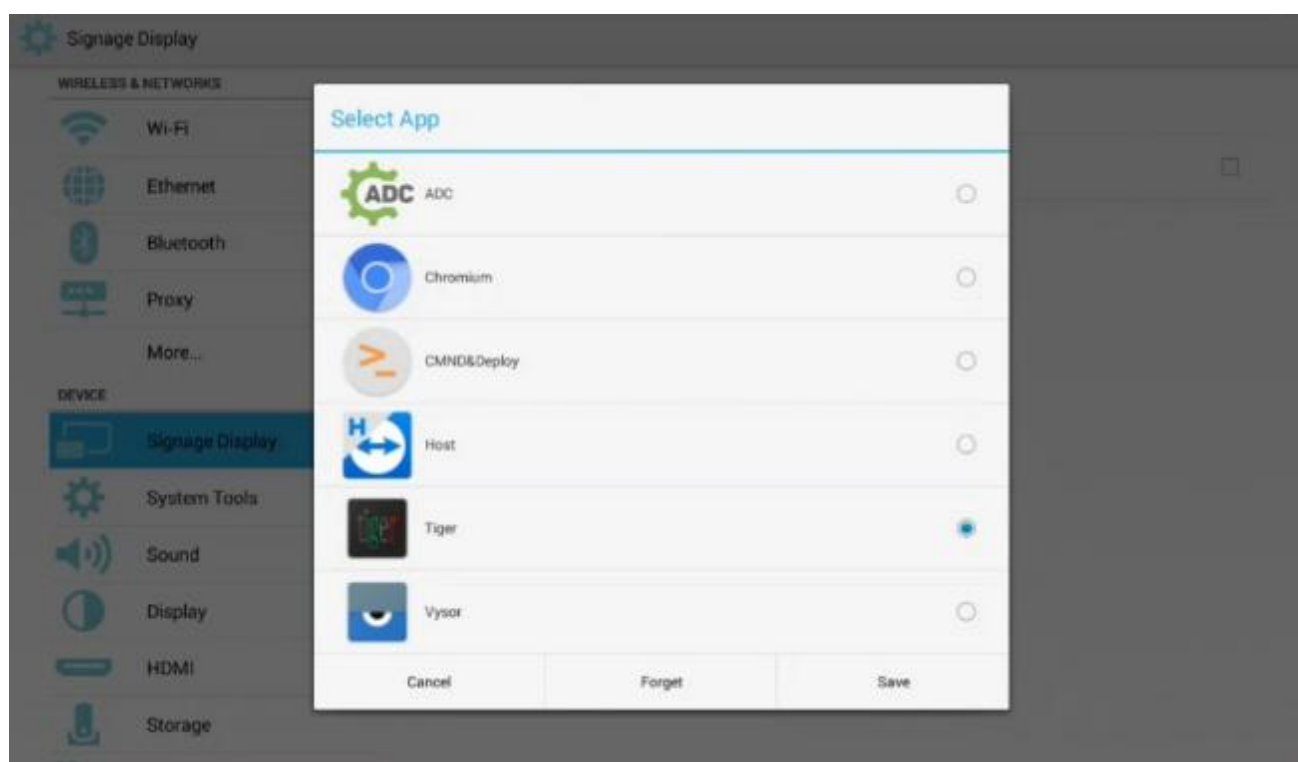 Signage Display
WIRELESS & NETWORKS
Wi-Fi
Ethernet
Bluetooth
Proxy
More...
DEVICE
Signage Display
System Tools
Sound
Display
HDMI
Storage
Select App
ADC ADC
Chromium
CMND&Deploy
H Host
tiger Tiger
Vysor
Cancel Forget Save